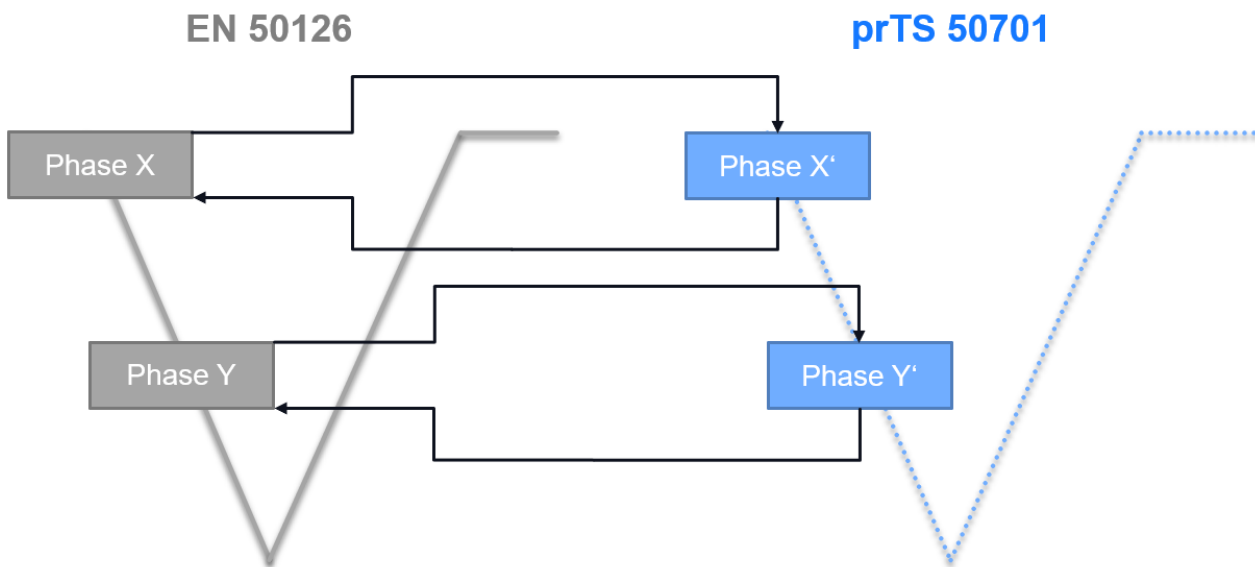 EN 50126
prTS 50701
Phase X
Phase X‘
Phase Y
Phase Y‘